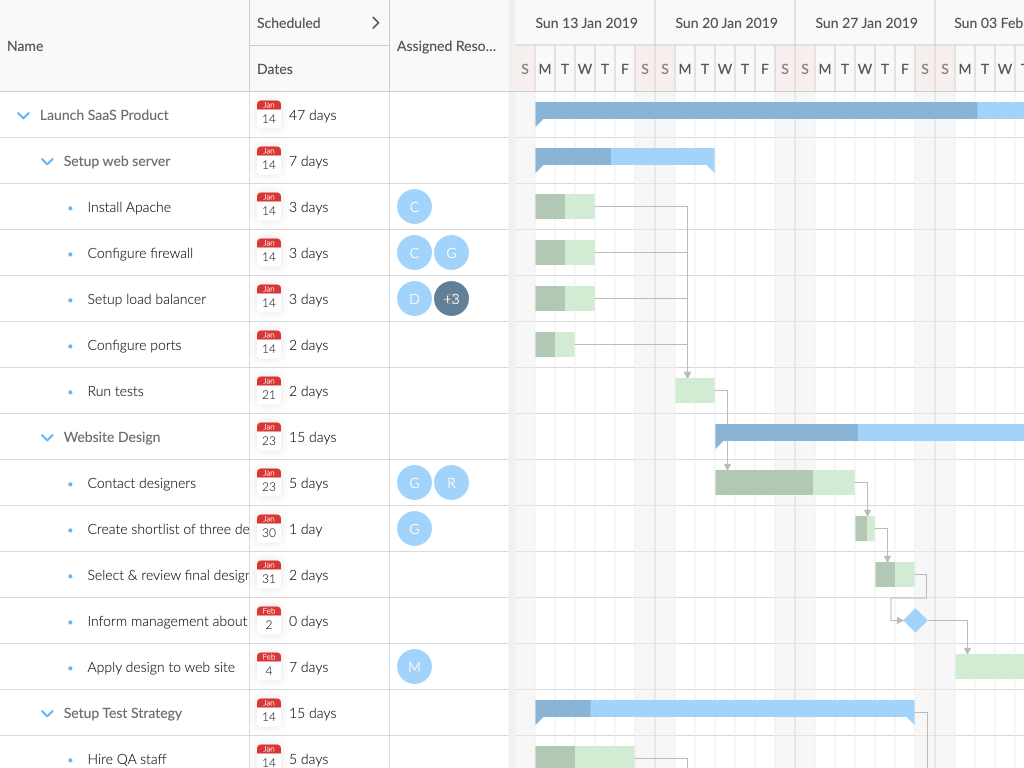 Name
Scheduled
Dates
Assigned Reso...
Sun 13 Jan 2019
Sun 20 Jan 2019
Sun 27 Jan 2019
Sun 03 Feb
S M T W T F S S M T W T F S S M T W T F S S M T W T
Launch SaaS Product Jan 14 47 days
Setup web server Jan 14 7 days
Install Apache Jan 14 3 days C
Configure firewall Jan 14 3 days C G
Setup load balancer Jan 14 3 days D +3
Configure ports Jan 14 2 days
Run tests Jan 21 2 days
Website Design Jan 23 15 days
Contact designers Jan 23 5 days G R
Create shortlist of three de Jan 30 1 day G
Select & review final design Jan 31 2 days
Inform management about Feb 2 0 days
Apply design to web site Feb 4 7 days M
Setup Test Strategy Jan 14 15 days
Hire QA staff Jan 14 5 days